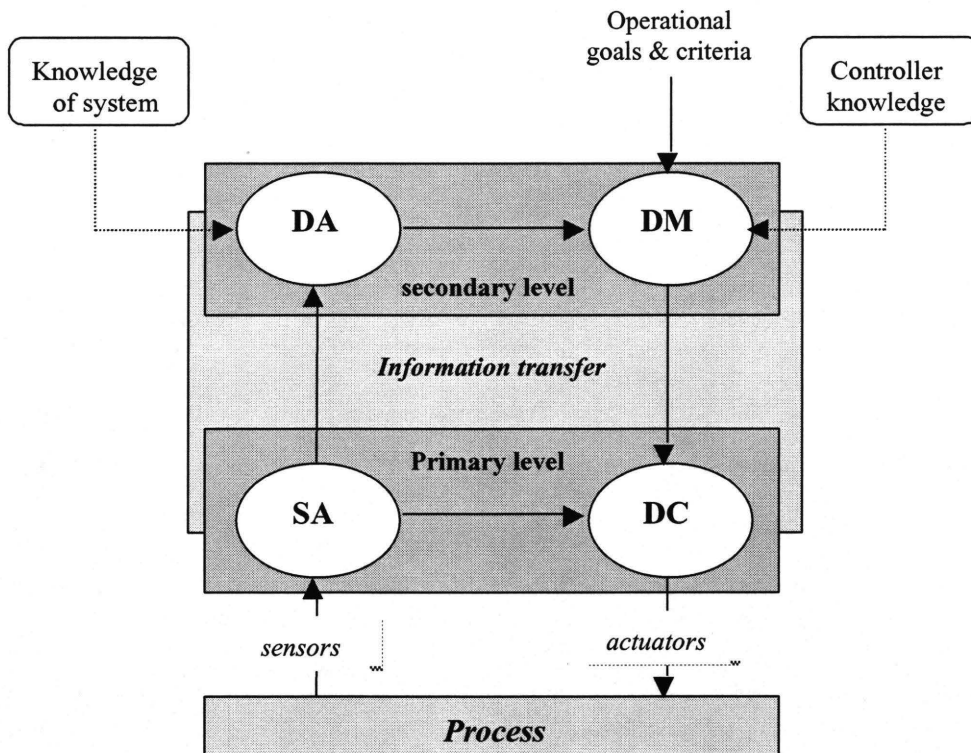 Operational
goals & criteria
Knowledge
of system
Controller
knowledge
DA
DM
secondary level
Information transfer
Primary level
SA
DC
sensors
actuators
Process